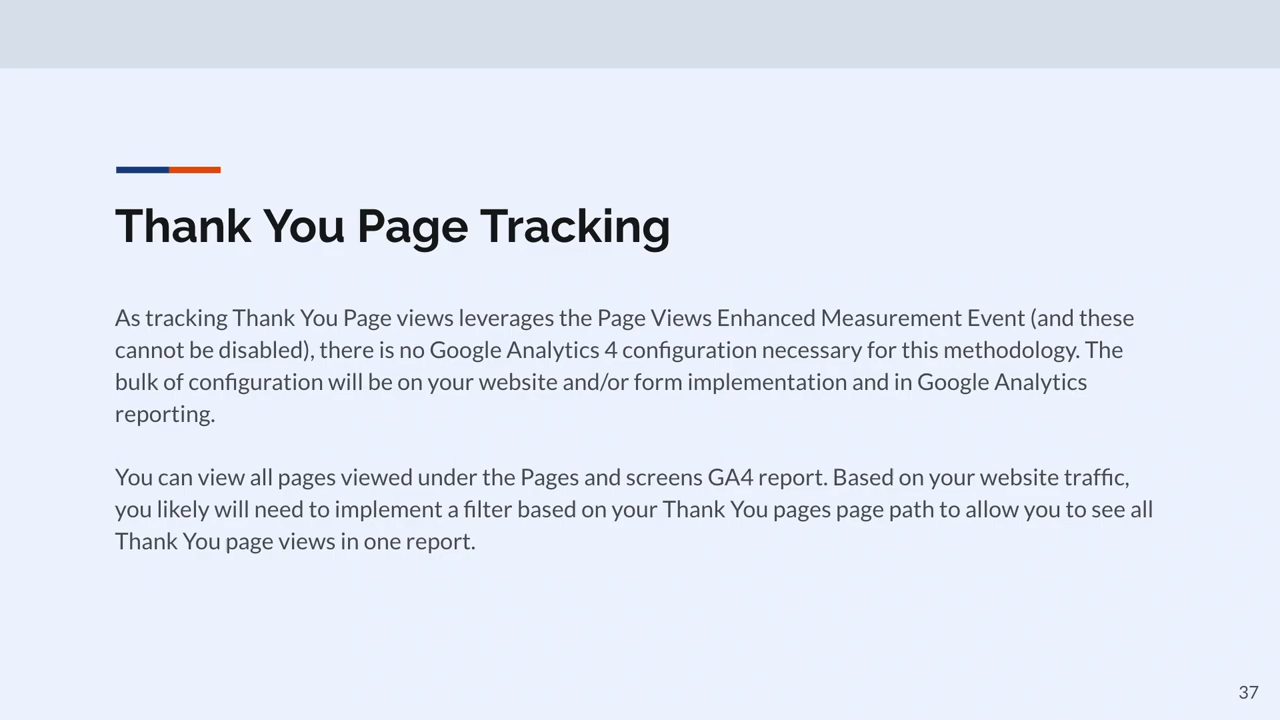 Thank You Page Tracking
As tracking Thank You Page views leverages the Page Views Enhanced Measurement Event (and these
cannot be disabled), there is no Google Analytics 4 configuration necessary for this methodology. The
bulk of configuration will be on your website and/or form implementation and in Google Analytics
reporting.
You can view all pages viewed under the Pages and screens GA4 report. Based on your website traffic,
you likely will need to implement a filter based on your Thank You pages page path to allow you to see all
Thank You page views in one report.
37